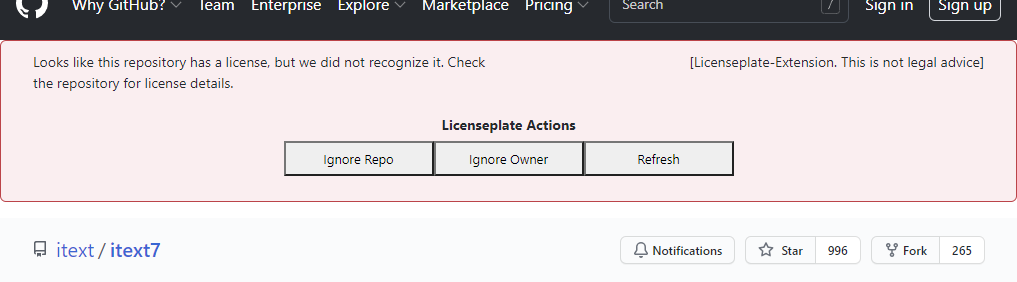 Why GitHub? Team Enterprise Explore Marketplace Pricing Search / Sign in Sign up
Looks like this repository has a license, but we did not recognize it. Check
the repository for license details.
[Licenseplate-Extension. This is not legal advice]
Licenseplate Actions
Ignore Repo Ignore Owner Refresh
itext / itext7 Notifications Star 996 Fork 265